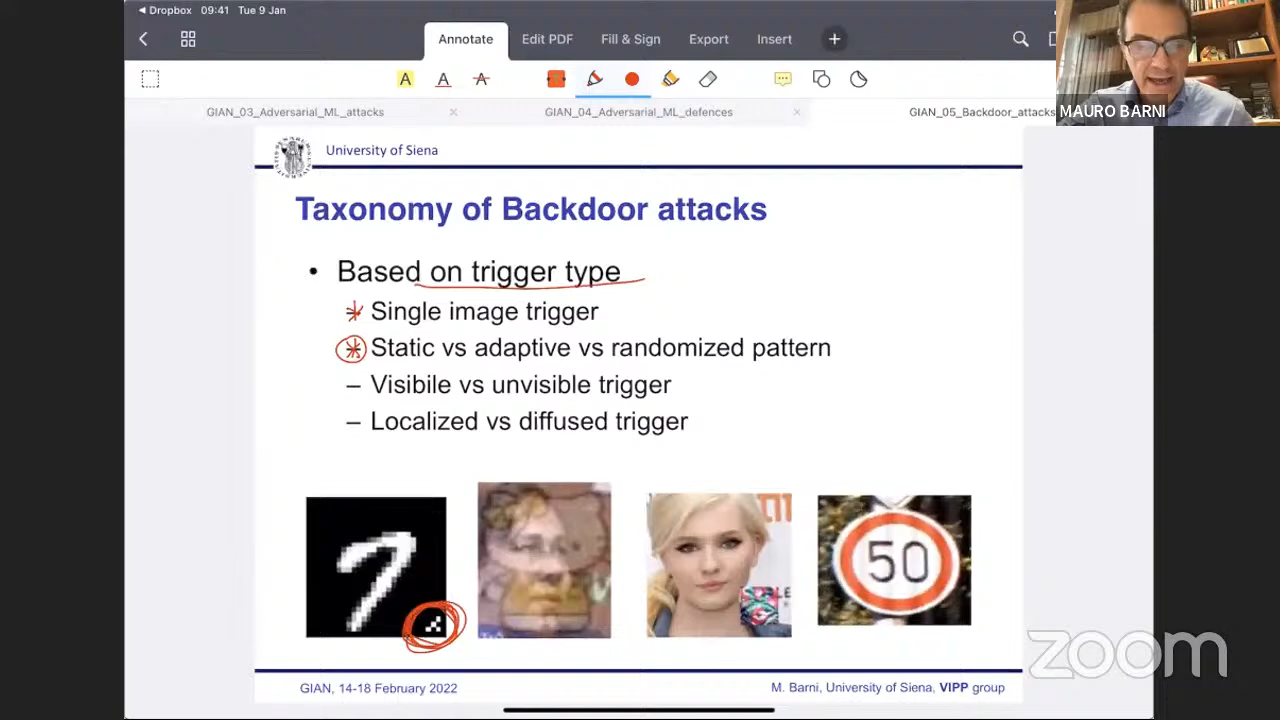 Dropbox 09:41 Tue 9 Jan
Annotate Edit PDF Fill & Sign Export Insert
A A A
GIAN_03_Adversarial_ML_attacks GIAN_04_Adversarial_ML_defences GIAN_05_Backdoor_attacks
MAURO BARNI
University of Siena
Taxonomy of Backdoor attacks
• Based on trigger type
Single image trigger
Static vs adaptive vs randomized pattern
– Visibile vs unvisible trigger
– Localized vs diffused trigger
7
50
zoom
GIAN, 14-18 February 2022 M. Barni, University of Siena, VIPP group